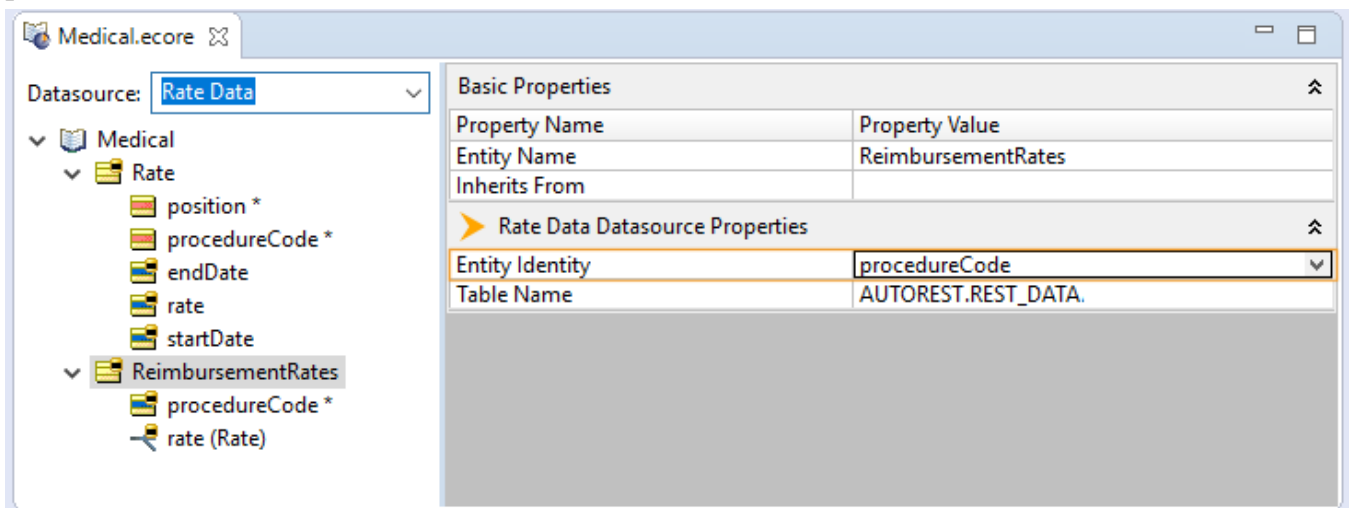 Medical.ecore
Datasource: Rate Data
Medical
Rate
position *
procedureCode *
endDate
rate
startDate
ReimbursementRates
procedureCode *
rate (Rate)
Basic Properties
Property Name Property Value
Entity Name ReimbursementRates
Inherits From
Rate Data Datasource Properties
Entity Identity procedureCode
Table Name AUTOREST.REST_DATA.